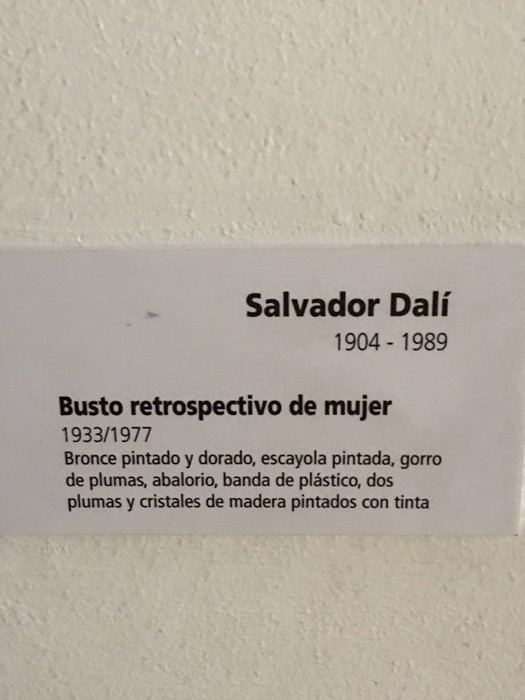 Salvador Dalí
1904 - 1989
Busto retrospectivo de mujer
1933/1977
Bronce pintado y dorado, escayola pintada, gorro
de plumas, abalorio, banda de plástico, dos
plumas y cristales de madera pintados con tinta